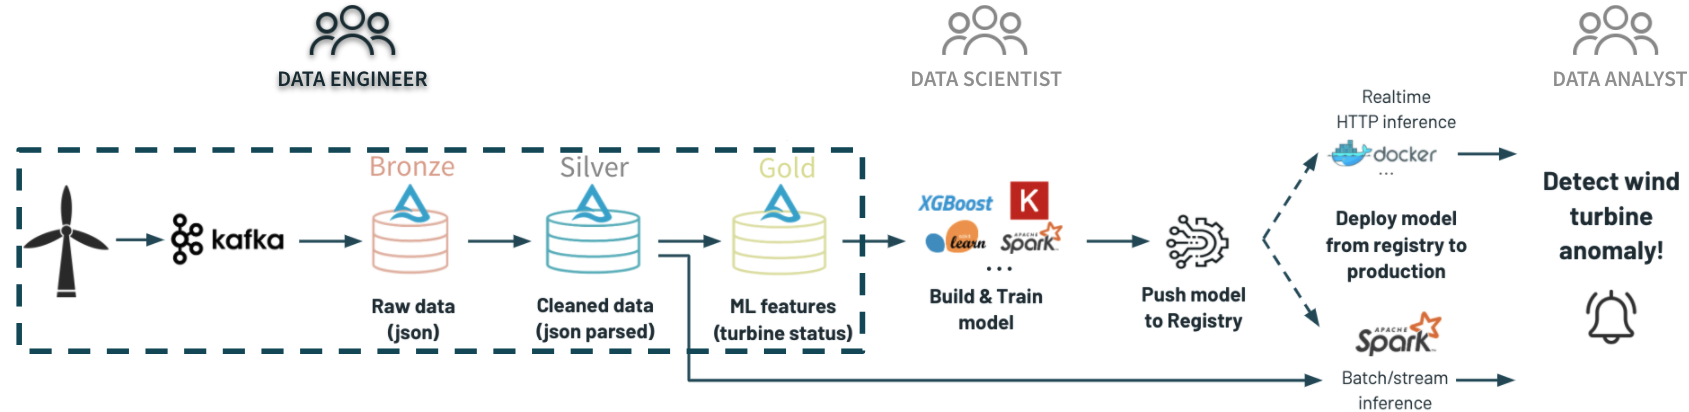 DATA ENGINEER
DATA SCIENTIST
DATA ANALYST
Realtime
HTTP inference
docker
...
Bronze
Silver
Gold
kafka
Raw data
(json)
Cleaned data
(json parsed)
ML features
(turbine status)
XGBoost
K
learn
APACHE
Spark
...
Build & Train
model
Push model
to Registry
Deploy model
from registry to
production
APACHE
Spark
Batch/stream
inference
Detect wind
turbine
anomaly!